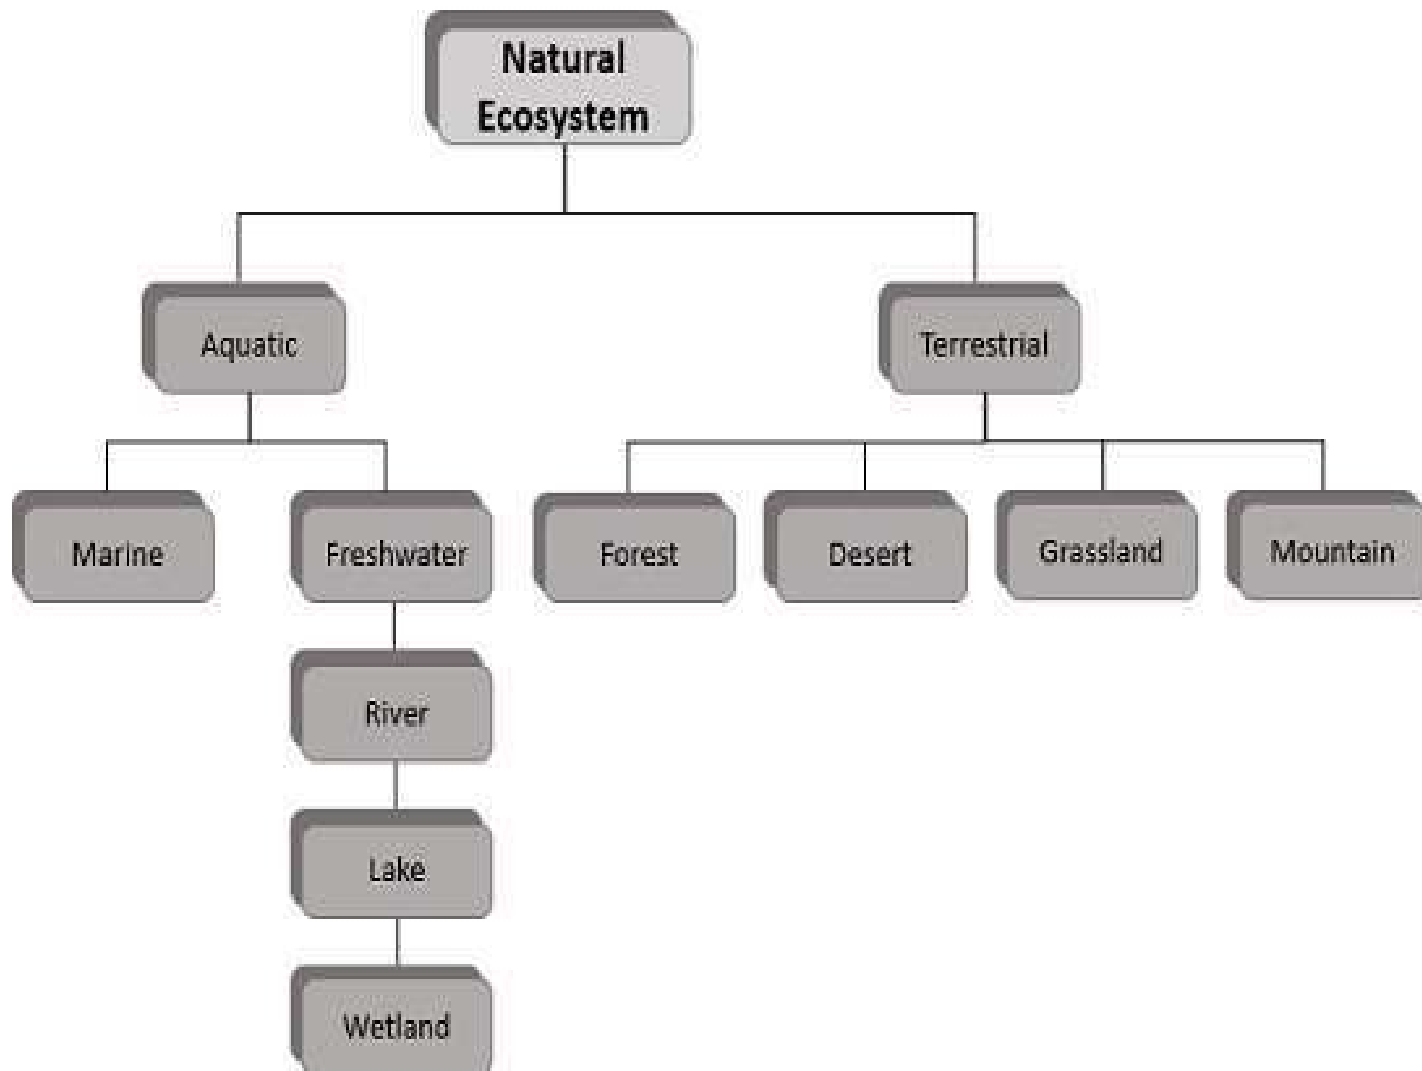 Natural
Ecosystem
Aquatic
Terrestrial
Marine
Freshwater
Forest
Desert
Grassland
Mountain
River
Lake
Wetland